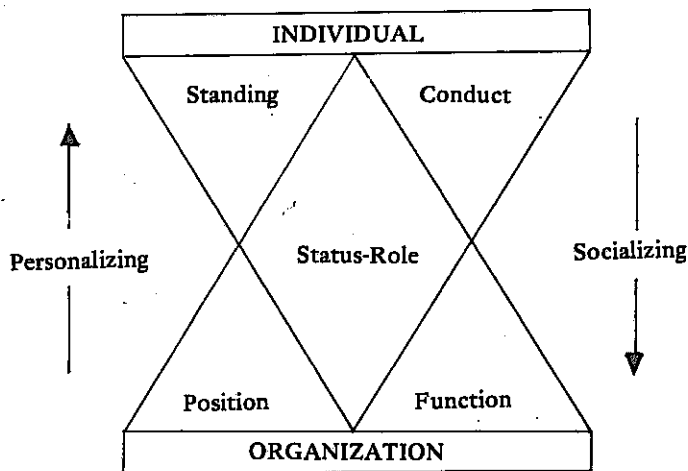 INDIVIDUAL
Standing
Conduct
Personalizing
Status-Role
Socializing
Position
Function
ORGANIZATION